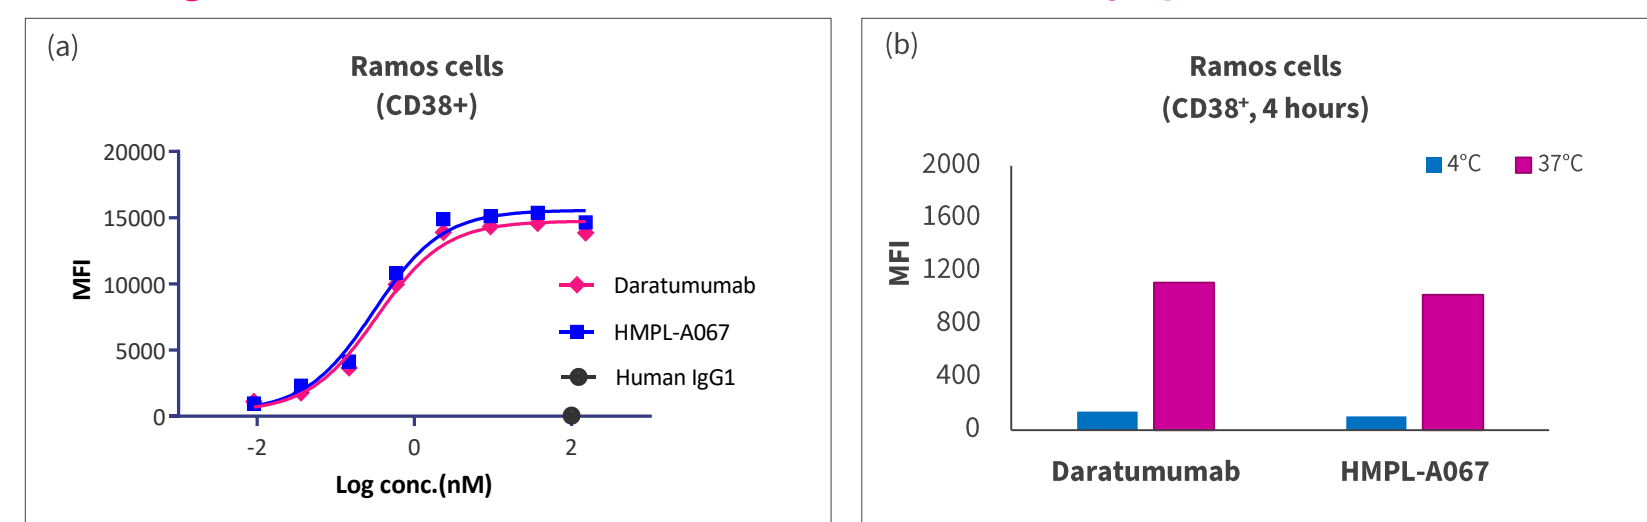 (a)
Ramos cells
(CD38+)
20000
15000
10000
5000
0
MFI
-2 0 2
Log conc.(nM)
Daratumumab
HMPL-A067
Human IgG1
(b)
Ramos cells
(CD38⁺, 4 hours)
4°C 37°C
2000
1600
1200
800
400
0
MFI
Daratumumab HMPL-A067